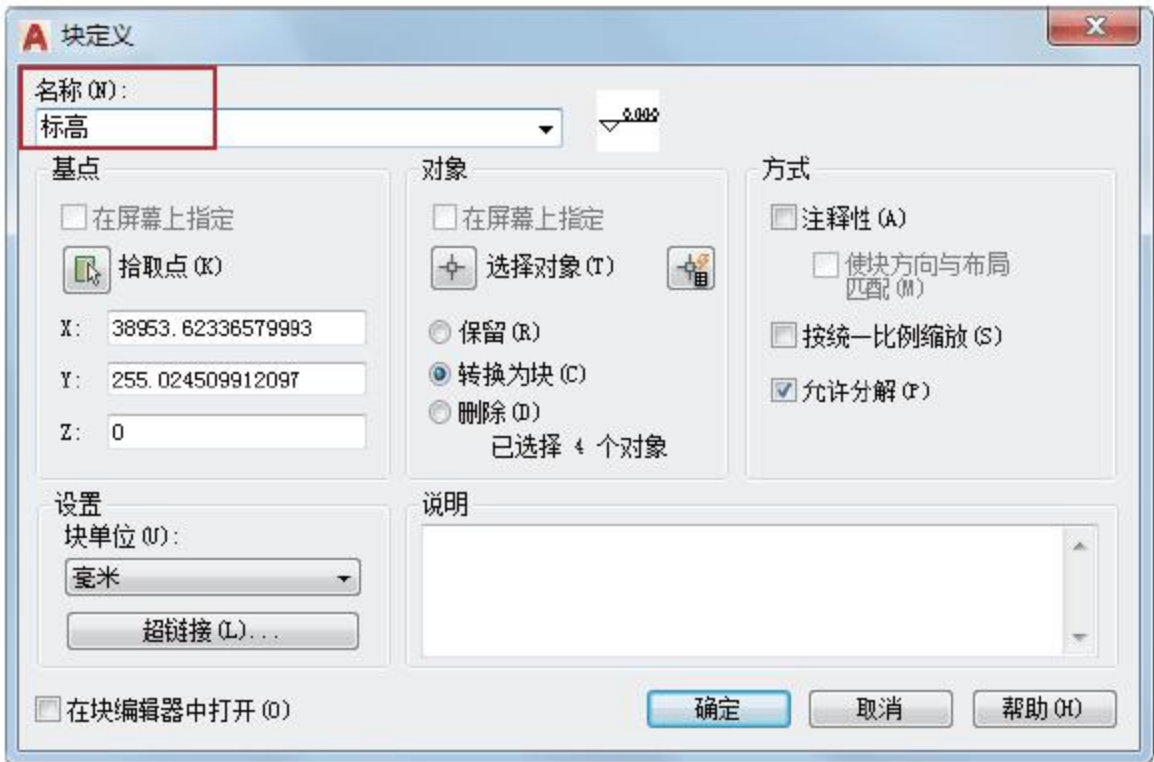 块定义
名称(N):
标高
0.000
基点
在屏幕上指定
拾取点(K)
X: 38953.62336579993
Y: 255.024509912097
Z: 0
对象
在屏幕上指定
选择对象(T)
保留(R)
转换为块(C)
删除(D)
已选择 4 个对象
方式
注释性(A)
使块方向与布局
匹配(M)
按统一比例缩放(S)
允许分解(P)
设置
块单位(U):
毫米
超链接(L)...
说明
在块编辑器中打开(O)
确定
取消
帮助(H)